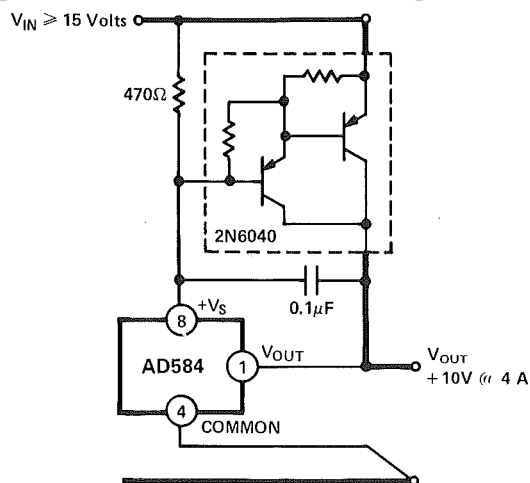 V_IN ≥ 15 Volts
470Ω
2N6040
0.1μF
8
+V_S
AD584
1
V_OUT
4
COMMON
V_OUT
+ 10V @ 4 A